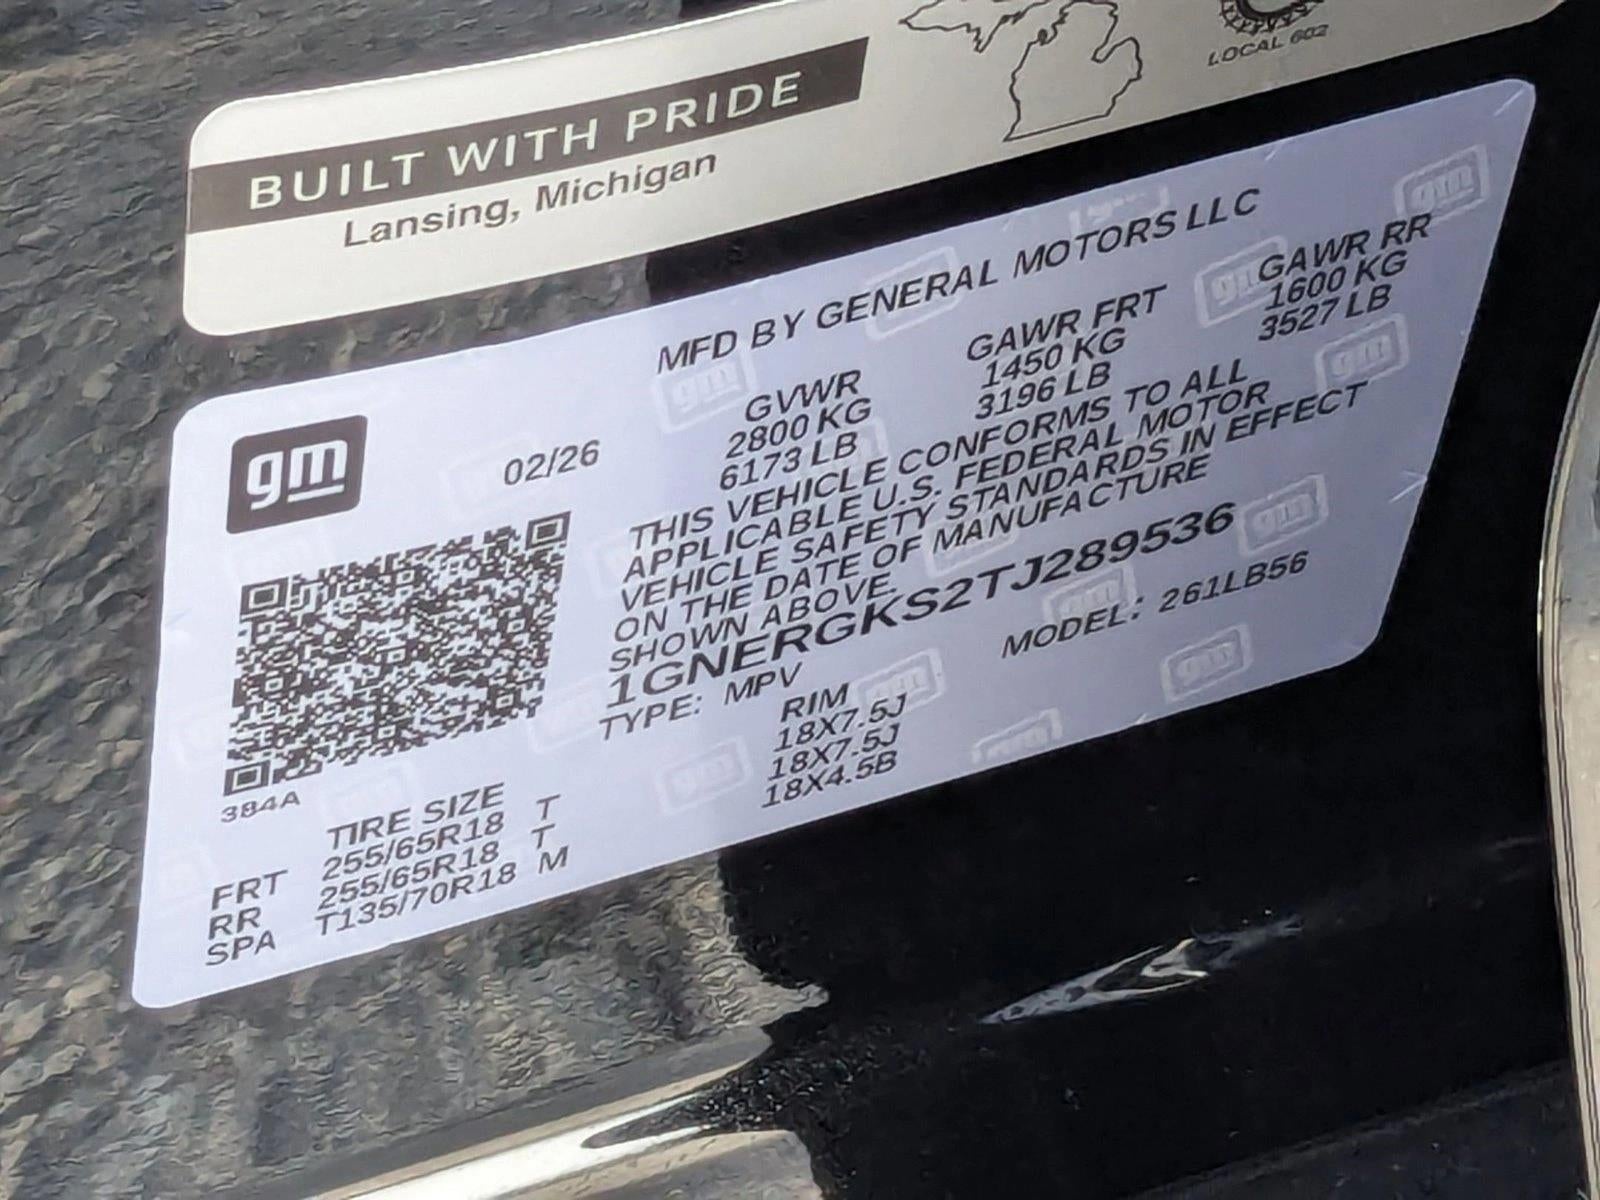 LOCAL 602
BUILT WITH PRIDE
Lansing, Michigan
MFD BY GENERAL MOTORS LLC
gm
02/26
GVWR GAWR FRT GAWR RR
2800 KG 1450 KG 1600 KG
6173 LB 3196 LB 3527 LB
THIS VEHICLE CONFORMS TO ALL
APPLICABLE U.S. FEDERAL MOTOR
VEHICLE SAFETY STANDARDS IN EFFECT
ON THE DATE OF MANUFACTURE
SHOWN ABOVE.
1GNERGKS2TJ289536
TYPE: MPV MODEL: 261LB56
384A
TIRE SIZE RIM
FRT 255/65R18 T 18X7.5J
RR 255/65R18 T 18X7.5J
SPA T135/70R18 M 18X4.5B